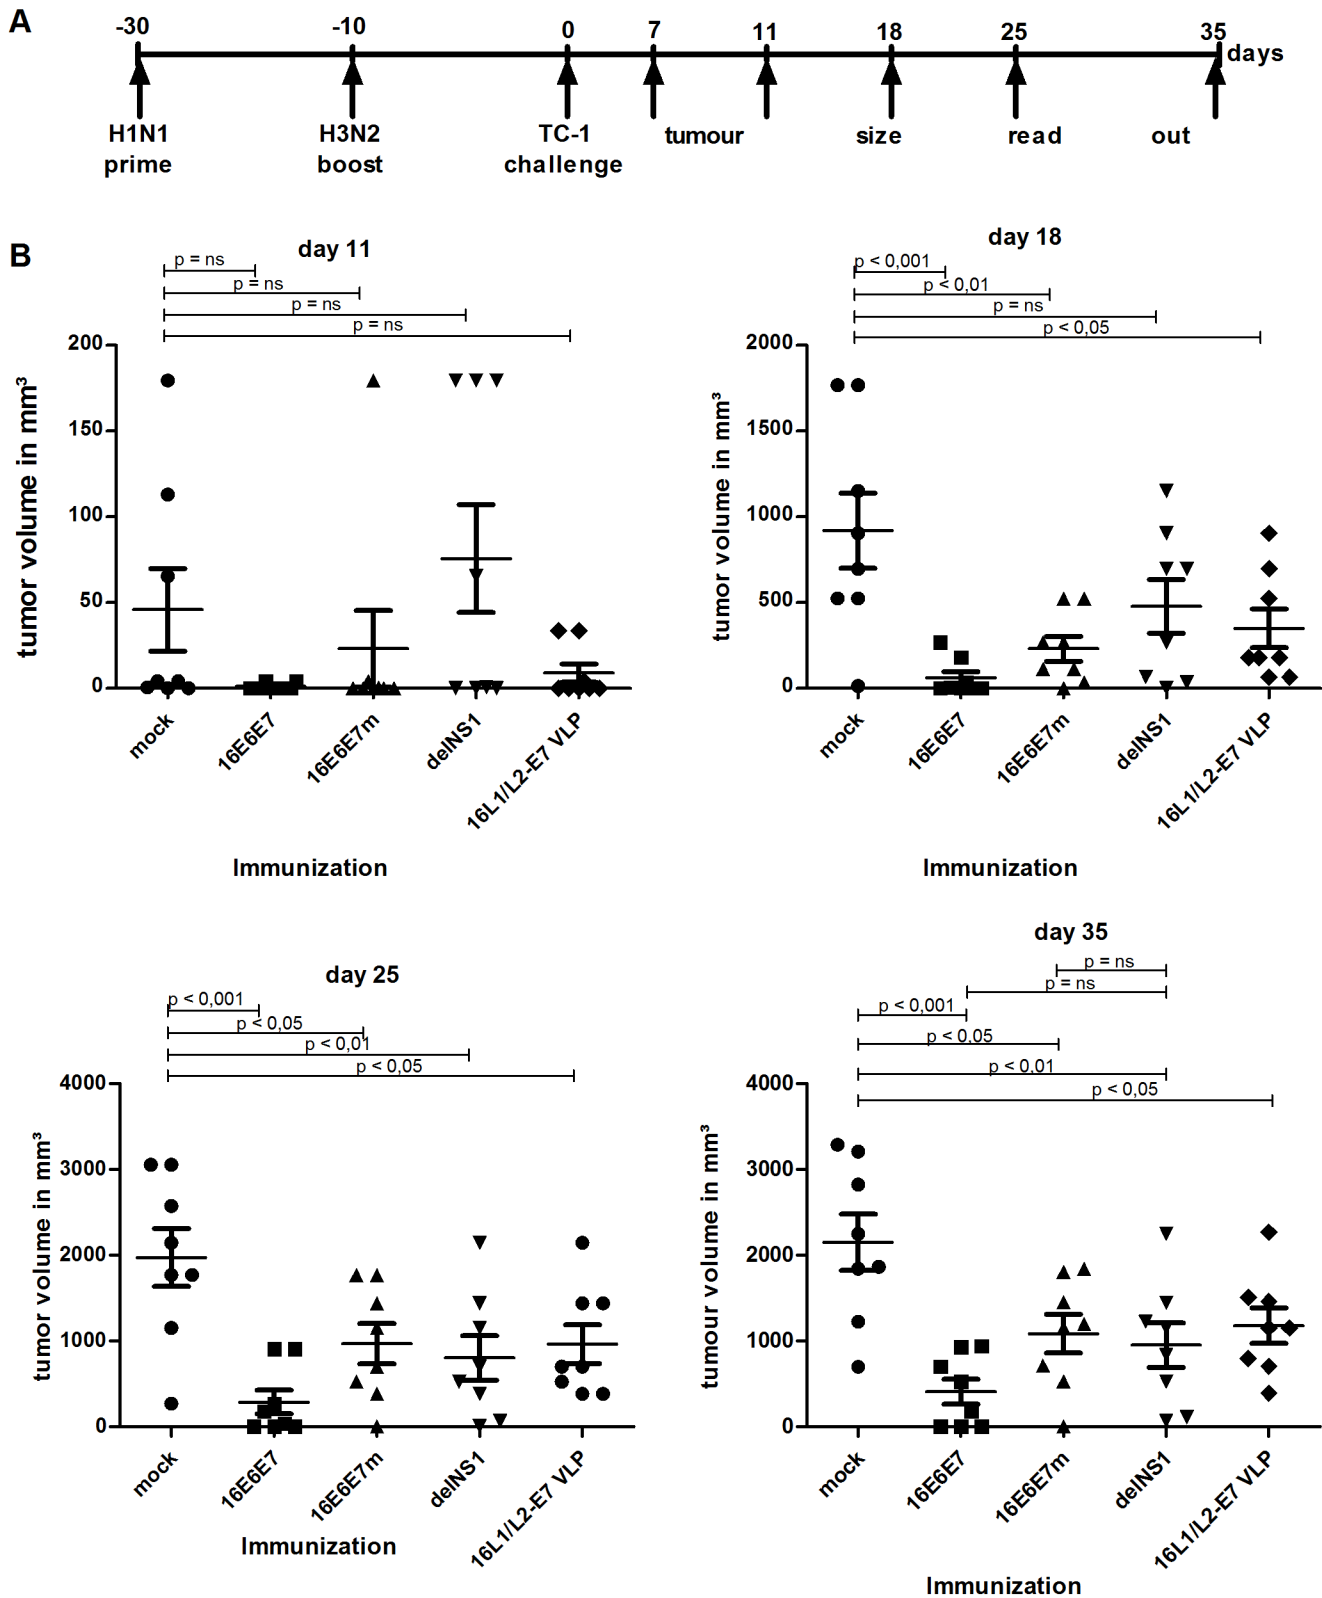 A
-30 -10 0 7 11 18 25 35
days
H1N1 prime
H3N2 boost
TC-1 challenge
tumour size read out
B
day 11
p = ns
p = ns
p = ns
p = ns
tumor volume in mm³
200
150
100
50
0
mock
16E6E7
16E6E7m
delNS1
16L1/L2-E7 VLP
Immunization
day 18
p < 0,001
p < 0,01
p = ns
p < 0,05
tumor volume in mm³
2000
1500
1000
500
0
mock
16E6E7
16E6E7m
delNS1
16L1/L2-E7 VLP
Immunization
day 25
p < 0,001
p < 0,05
p < 0,01
p < 0,05
tumor volume in mm³
4000
3000
2000
1000
0
mock
16E6E7
16E6E7m
delNS1
16L1/L2-E7 VLP
Immunization
day 35
p = ns
p = ns
p < 0,001
p < 0,05
p < 0,01
p < 0,05
tumour volume in mm³
4000
3000
2000
1000
0
mock
16E6E7
16E6E7m
delNS1
16L1/L2-E7 VLP
Immunization